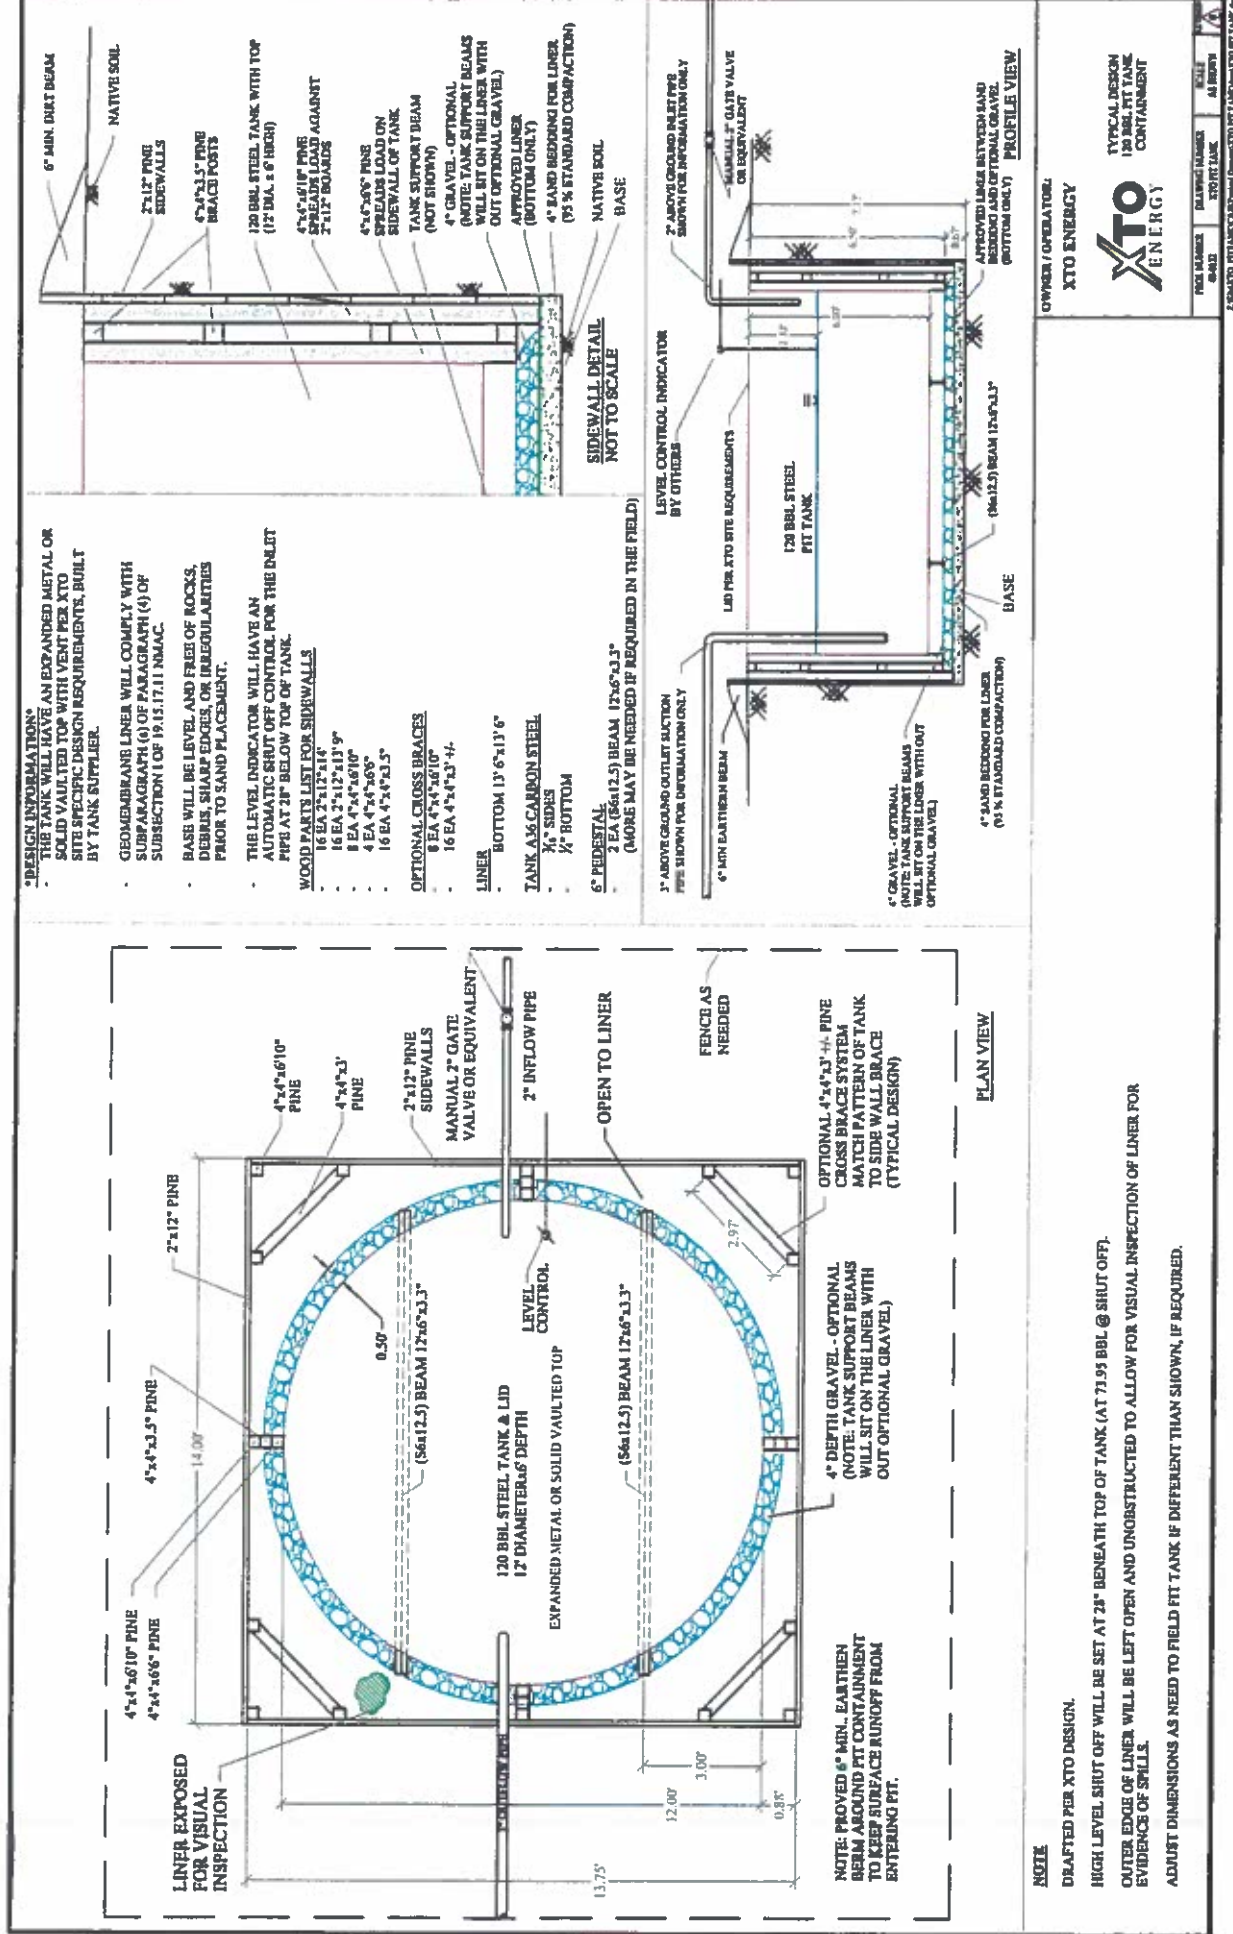 *DESIGN INFORMATION*
- THE TANK WILL HAVE AN EXPANDED METAL OR
SOLID VAULTED TOP WITH VENT PER XTO
SITE SPECIFIC DESIGN REQUIREMENTS, BUILT
BY TANK SUPPLIER.
- GEOMEMBRANE LINER WILL COMPLY WITH
SUBPARAGRAPH (a) OF PARAGRAPH (4) OF
SUBSECTION I OF 19.15.17.11 NMAC.
- BASE WILL BE LEVEL AND FREE OF ROCKS,
DEBRIS, SHARP EDGES, OR IRREGULARITIES
PRIOR TO SAND PLACEMENT.
- THE LEVEL INDICATOR WILL HAVE AN
AUTOMATIC SHUT OFF CONTROL FOR THE INLET
PIPE AT 28" BELOW TOP OF TANK.
WOOD PARTS LIST FOR SIDEWALLS
- 16 EA 2"x12"x14'
- 16 EA 2"x12"x13'9"
- 8 EA 4"x4"x6'10"
- 4 EA 4"x4"x6'6"
- 16 EA 4"x4"x3.5"
OPTIONAL CROSS BRACES
- 8 EA 4"x4"x6'10"
- 16 EA 4"x4"x3' +/-
LINER
- BOTTOM 13' 6"x13' 6"
TANK A36 CARBON STEEL
- SIDES
- ¼" BOTTOM
6" PEDESTAL
- 2 EA (S6x12.5) BEAM 12'x6"x3.3"
(MORE MAY BE NEEDED IF REQUIRED IN THE FIELD)
6" MIN. DIRT BEAM
NATIVE SOIL
2"x12" PINE
SIDEWALLS
4"x4"x3.5" PINE
BRACE POSTS
120 BBL STEEL TANK WITH TOP
(12' DIA. x 6' HIGH)
4"x4"x6'10" PINE
SPREADS LOAD AGAINST
2"x12" BOARDS
4"x4"x6'6" PINE
SPREADS LOAD ON
SIDEWALL OF TANK
TANK SUPPORT BEAM
(NOT SHOWN)
4" GRAVEL - OPTIONAL
(NOTE: TANK SUPPORT BEAMS
WILL SIT ON THE LINER WITH
OUT OPTIONAL GRAVEL)
APPROVED LINER
(BOTTOM ONLY)
4" SAND BEDDING FOR LINER
(95 % STANDARD COMPACTION)
NATIVE SOIL
BASE
SIDEWALL DETAIL
NOT TO SCALE
LINER EXPOSED
FOR VISUAL
INSPECTION
4"x4"x6'10" PINE
4"x4"x6'6" PINE
4"x4"x3.5" PINE
2"x12" PINE
14.00'
4"x4"x6'10"
PINE
4"x4"x3'
PINE
2"x12" PINE
SIDEWALLS
MANUAL 2" GATE
VALVE OR EQUIVALENT
2" INFLOW PIPE
OPEN TO LINER
FENCE AS
NEEDED
0.50'
(S6x12.5) BEAM 12'x6"x3.3"
LEVEL
CONTROL
120 BBL STEEL TANK & LID
12' DIAMETERx6' DEPTH
EXPANDED METAL OR SOLID VAULTED TOP
(S6x12.5) BEAM 12'x6"x3.3"
2.97'
13.75'
12.00'
3.00'
0.88'
OPTIONAL 4"x4"x3' +/- PINE
CROSS BRACE SYSTEM
MATCH PATTERN OF TANK
TO SIDE WALL BRACE
(TYPICAL DESIGN)
4" DEPTH GRAVEL - OPTIONAL
(NOTE: TANK SUPPORT BEAMS
WILL SIT ON THE LINER WITH
OUT OPTIONAL GRAVEL)
NOTE: PROVED 6" MIN.. EARTHEN
BERM AROUND PIT CONTAINMENT
TO KEEP SURFACE RUNOFF FROM
ENTERING PIT.
PLAN VIEW
3" ABOVE GROUND OUTLET SUCTION
PIPE SHOWN FOR INFORMATION ONLY
6" MIN EARTHERN BERM
LEVEL CONTROL INDICATOR
BY OTHERS
2" ABOVE GROUND INLET PIPE
SHOWN FOR INFORMATION ONLY
MANUAL 2" GATE VALVE
OR EQUIVALENT
LID PER XTO SITE REQUIREMENTS
120 BBL STEEL
PIT TANK
4" GRAVEL - OPTIONAL
(NOTE: TANK SUPPORT BEAMS
WILL SIT ON THE LINER WITH OUT
OPTIONAL GRAVEL)
4" SAND BEDDING FOR LINER
(95 % STANDARD COMPACTION)
BASE
(S6x12.5) BEAM 12'x6"x3.3"
APPROVED LINER BETWEEN SAND
BEDDING AND OPTIONAL GRAVEL
(BOTTOM ONLY)
PROFILE VIEW
NOTE
DRAFTED PER XTO DESIGN.
HIGH LEVEL SHUT OFF WILL BE SET AT 28" BENEATH TOP OF TANK (AT 73.95 BBL @ SHUT OFF).
OUTER EDGE OF LINER WILL BE LEFT OPEN AND UNOBSTRUCTED TO ALLOW FOR VISUAL INSPECTION OF LINER FOR
EVIDENCE OF SPILLS.
ADJUST DIMENSIONS AS NEED TO FIELD FIT TANK IF DIFFERENT THAN SHOWN, IF REQUIRED.
OWNER / OPERATOR:
XTO ENERGY
XTO
ENERGY
TYPICAL DESIGN
120 BBL PIT TANK
CONTAINMENT
DRAWING NUMBER
XTO PIT TANK
SCALE
AS SHOWN